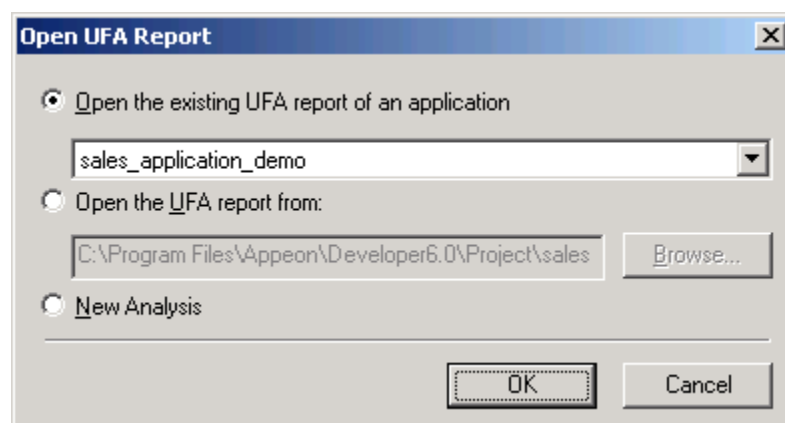 Open UFA Report
Open the existing UFA report of an application
sales_application_demo
Open the UFA report from:
C:\Program Files\Appeon\Developer6.0\Project\sales
Browse...
New Analysis
OK Cancel